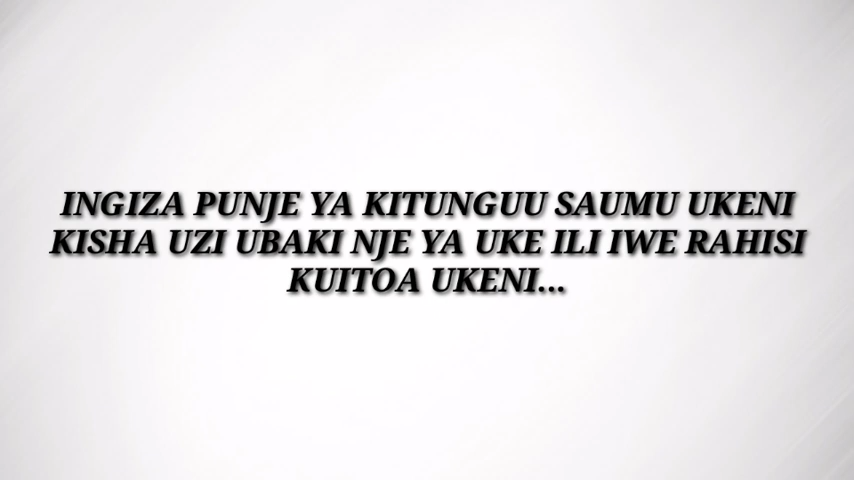 INGIZA PUNJE YA KITUNGUU SAUMU UKENI
KISHA UZI UBAKI NJE YA UKE ILI IWE RAHISI
KUITOA UKENI...